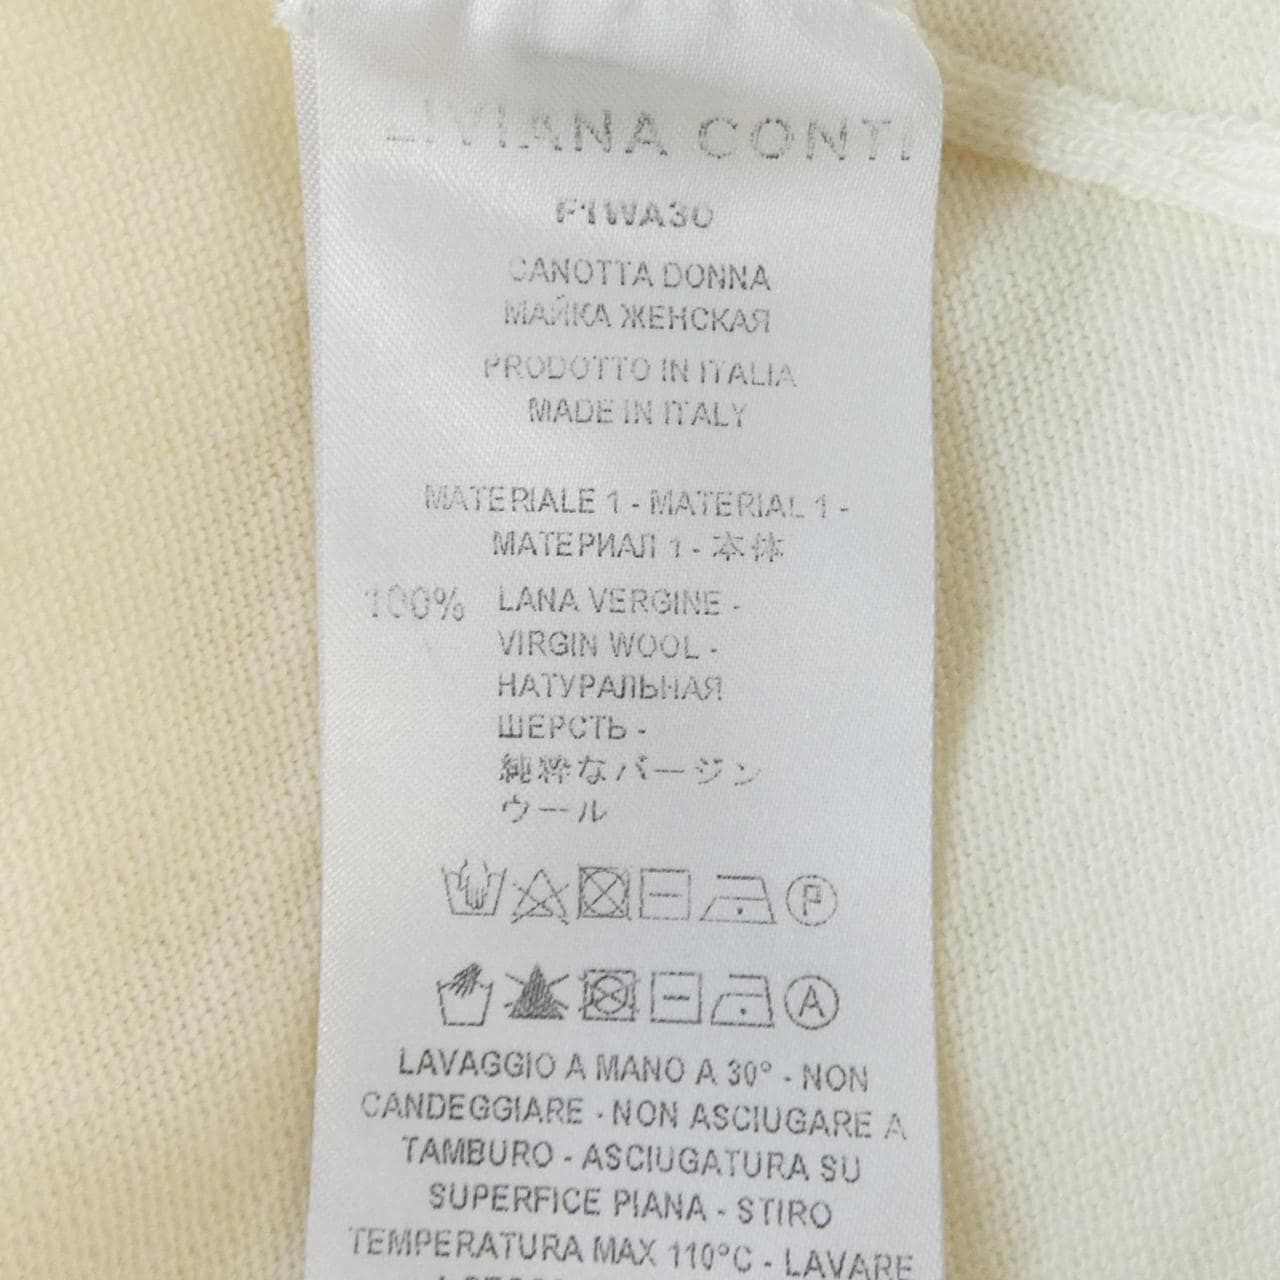 LIVIANA CONTI
F1WA30
CANOTTA DONNA
МАЙКА ЖЕНСКАЯ
PRODOTTO IN ITALIA
MADE IN ITALY
MATERIALE 1 - MATERIAL 1 -
МАТЕРИАЛ 1 - 本体
100% LANA VERGINE -
VIRGIN WOOL -
НАТУРАЛЬНАЯ
ШЕРСТЬ -
純粋なバージン
ウール
P
A
LAVAGGIO A MANO A 30° - NON
CANDEGGIARE - NON ASCIUGARE A
TAMBURO - ASCIUGATURA SU
SUPERFICE PIANA - STIRO
TEMPERATURA MAX 110°C - LAVARE